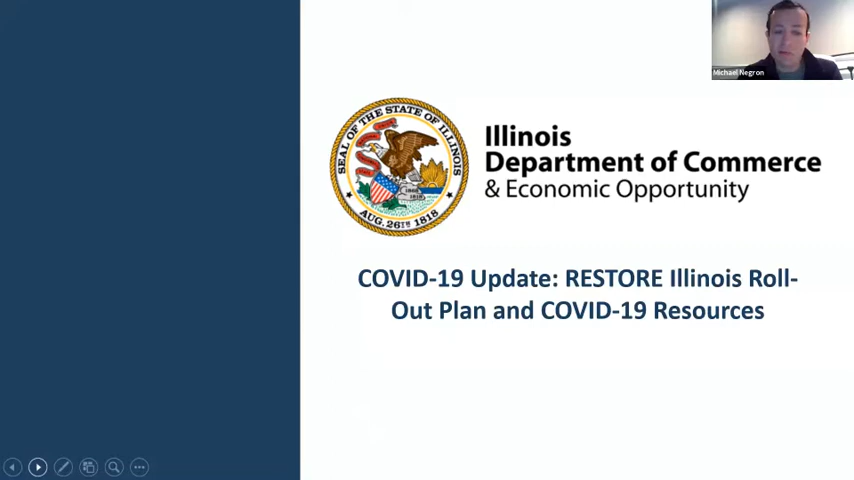 Michael Negron
SEAL OF THE STATE OF ILLINOIS
AUG. 26TH 1818
Illinois
Department of Commerce
& Economic Opportunity
COVID-19 Update: RESTORE Illinois Roll-
Out Plan and COVID-19 Resources